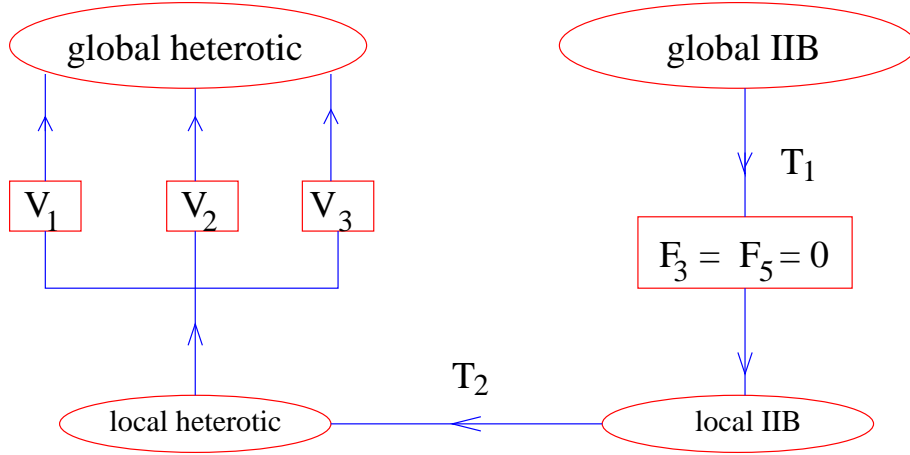 global heterotic
global IIB
T1
V1
V2
V3
F3 = F5 = 0
T2
local heterotic
local IIB